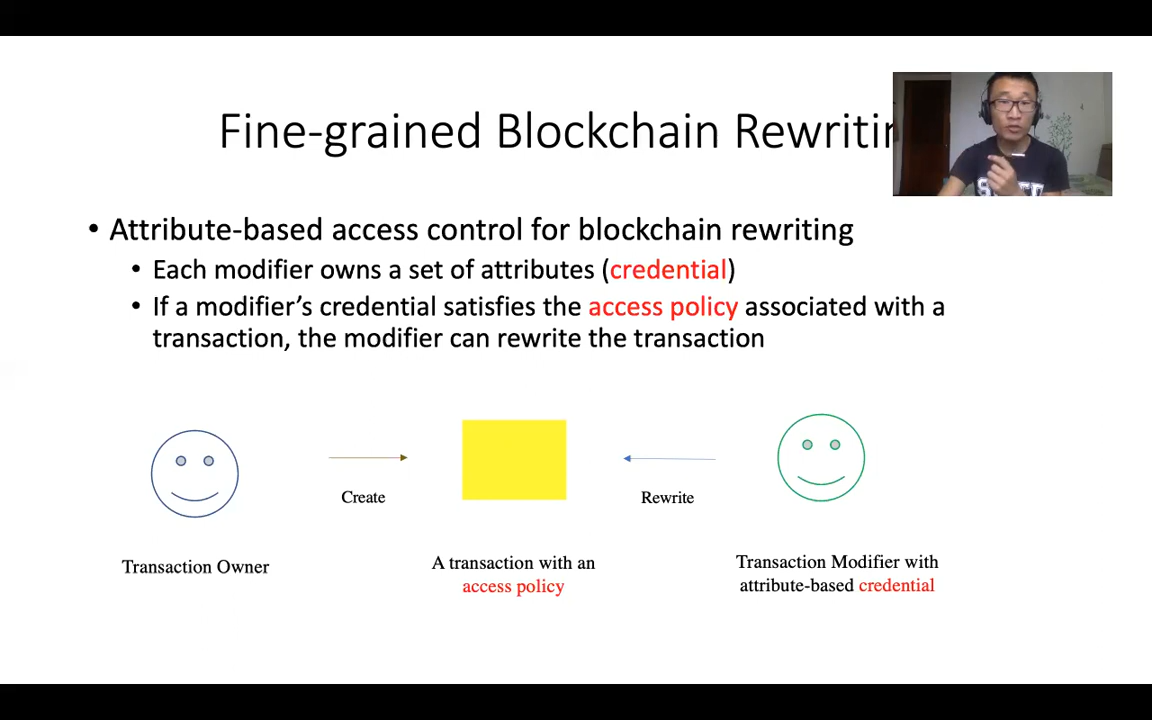 Fine-grained Blockchain Rewritin
• Attribute-based access control for blockchain rewriting
• Each modifier owns a set of attributes (credential)
• If a modifier’s credential satisfies the access policy associated with a
transaction, the modifier can rewrite the transaction
Create
Rewrite
Transaction Owner
A transaction with an
access policy
Transaction Modifier with
attribute-based credential